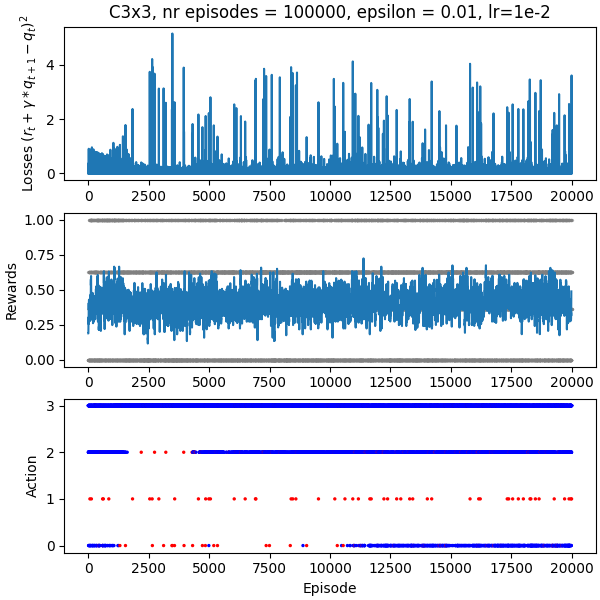 C3x3, nr episodes = 100000, epsilon = 0.01, lr=1e-2
Losses $(r_t + \gamma * q_{t+1} - q_t)^2$
4
2
0
0 2500 5000 7500 10000 12500 15000 17500 20000
Rewards
1.00
0.75
0.50
0.25
0.00
0 2500 5000 7500 10000 12500 15000 17500 20000
Action
3
2
1
0
0 2500 5000 7500 10000 12500 15000 17500 20000
Episode